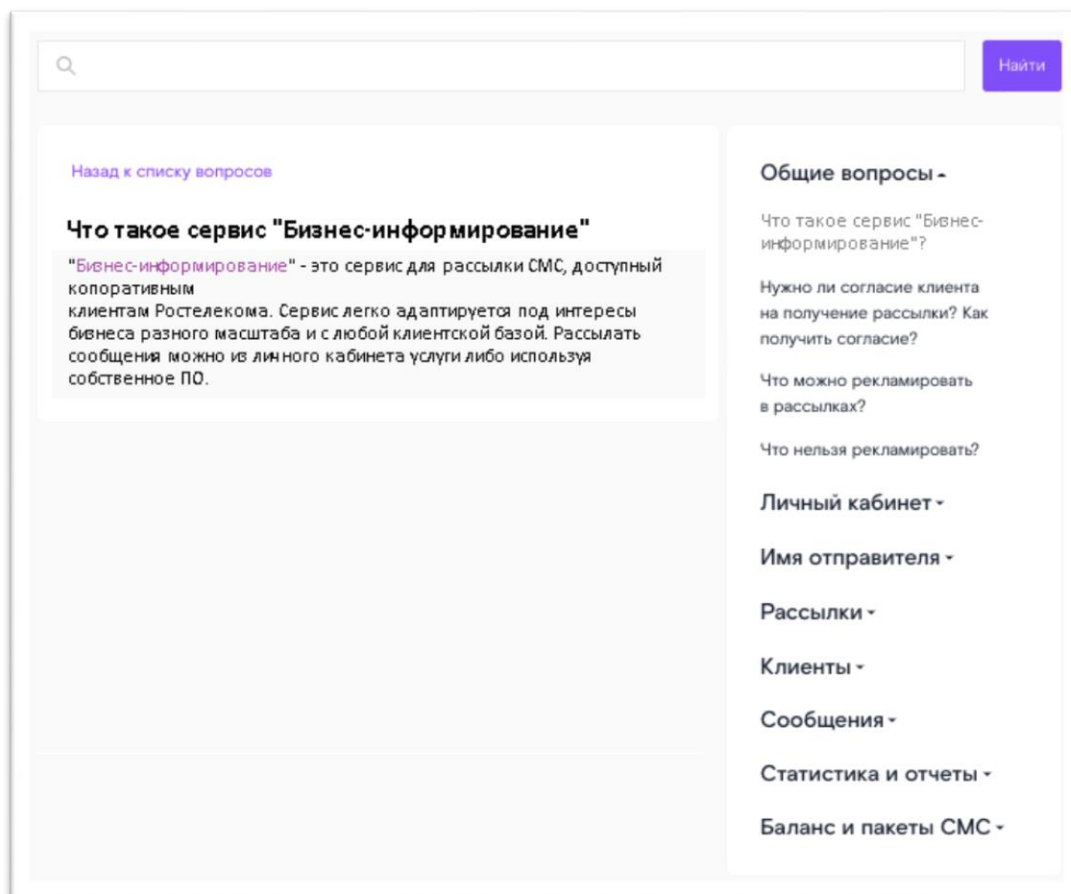 Найти
Назад к списку вопросов
Что такое сервис "Бизнес-информирование"
"Бизнес-информирование" - это сервис для рассылки СМС, доступный
копоративным
клиентам Ростелекома. Сервис легко адаптируется под интересы
бизнеса разного масштаба и с любой клиентской базой. Рассылать
сообщения можно из личного кабинета услуги либо используя
собственное ПО.
Общие вопросы
Что такое сервис "Бизнес-
информирование"?
Нужно ли согласие клиента
на получение рассылки? Как
получить согласие?
Что можно рекламировать
в рассылках?
Что нельзя рекламировать?
Личный кабинет
Имя отправителя
Рассылки
Клиенты
Сообщения
Статистика и отчеты
Баланс и пакеты СМС